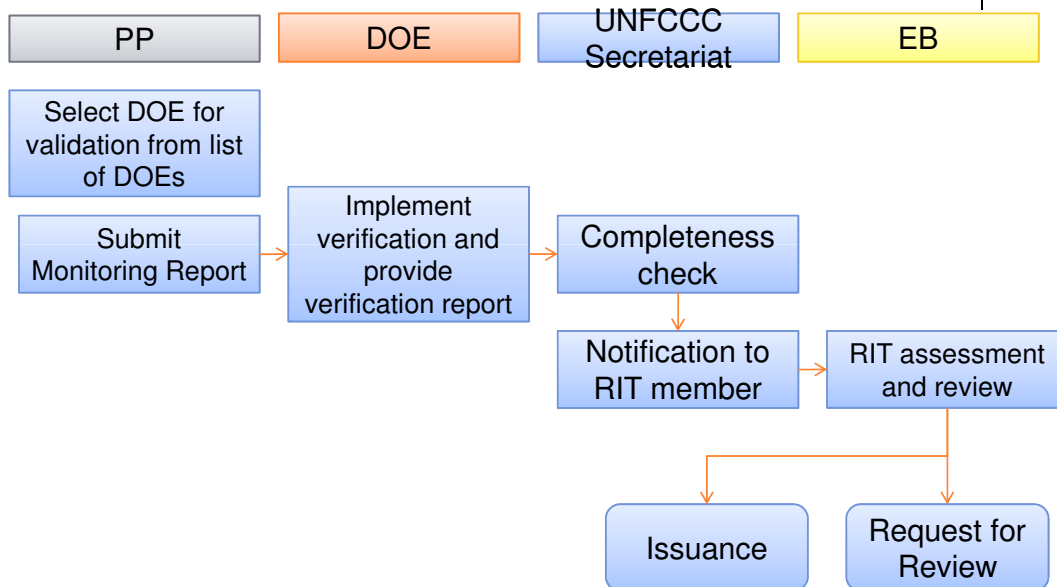 PP
DOE
UNFCCC
Secretariat
EB
Select DOE for
validation from list
of DOEs
Submit
Monitoring Report
Implement
verification and
provide
verification report
Completeness
check
Notification to
RIT member
RIT assessment
and review
Issuance
Request for
Review